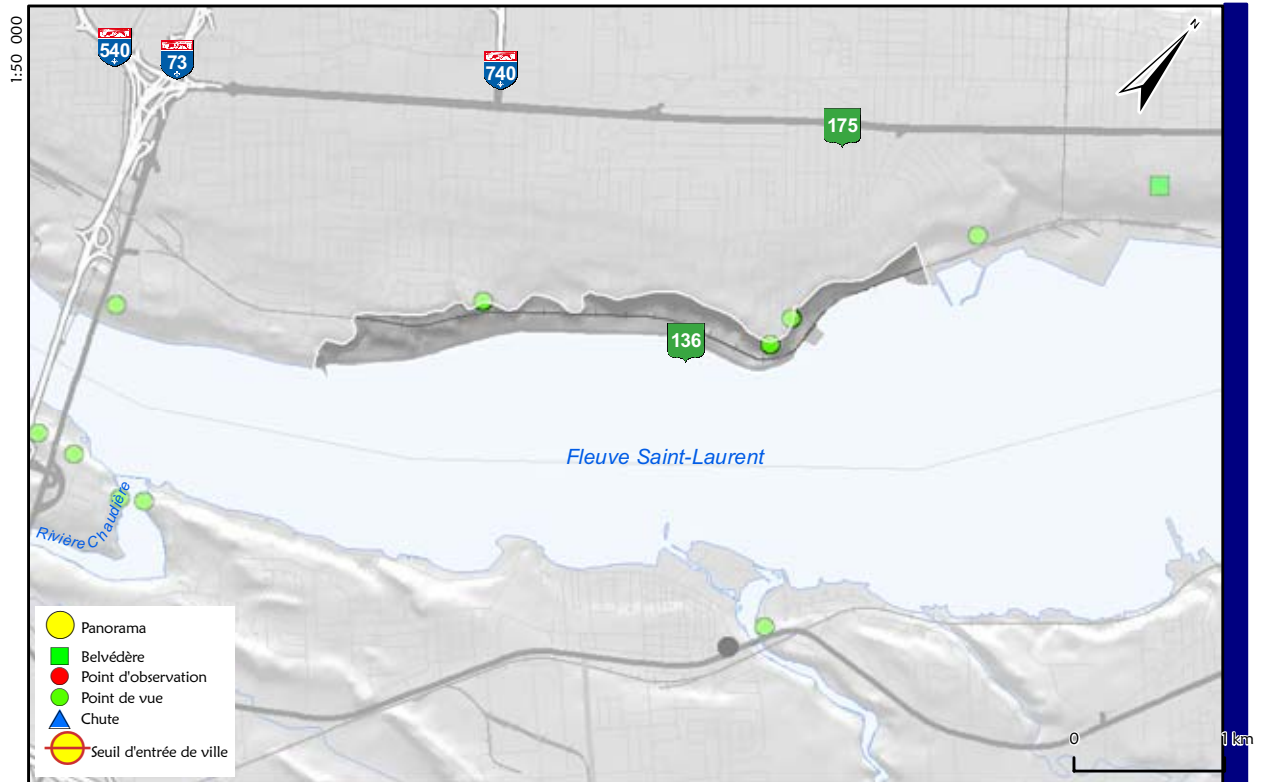 1:50 000
540
73
740
N
175
136
Fleuve Saint-Laurent
Rivière Chaudière
Panorama
Belvédère
Point d'observation
Point de vue
Chute
Seuil d'entrée de ville
0
1 km